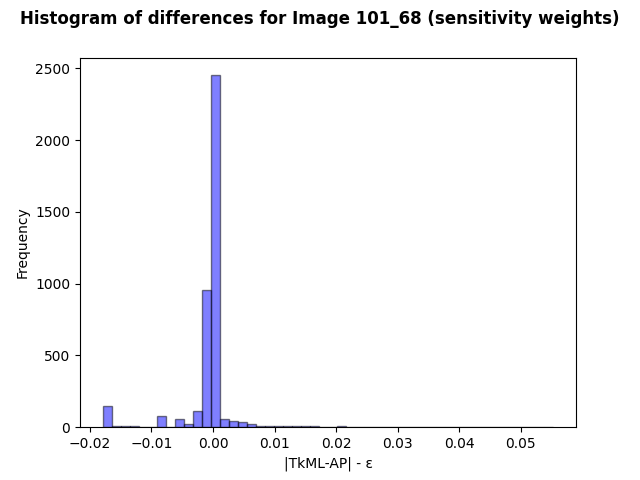 Histogram of differences for Image 101_68 (sensitivity weights)
2500
2000
1500
1000
500
0
Frequency
−0.02 −0.01 0.00 0.01 0.02 0.03 0.04 0.05
|TkML-AP| - ε